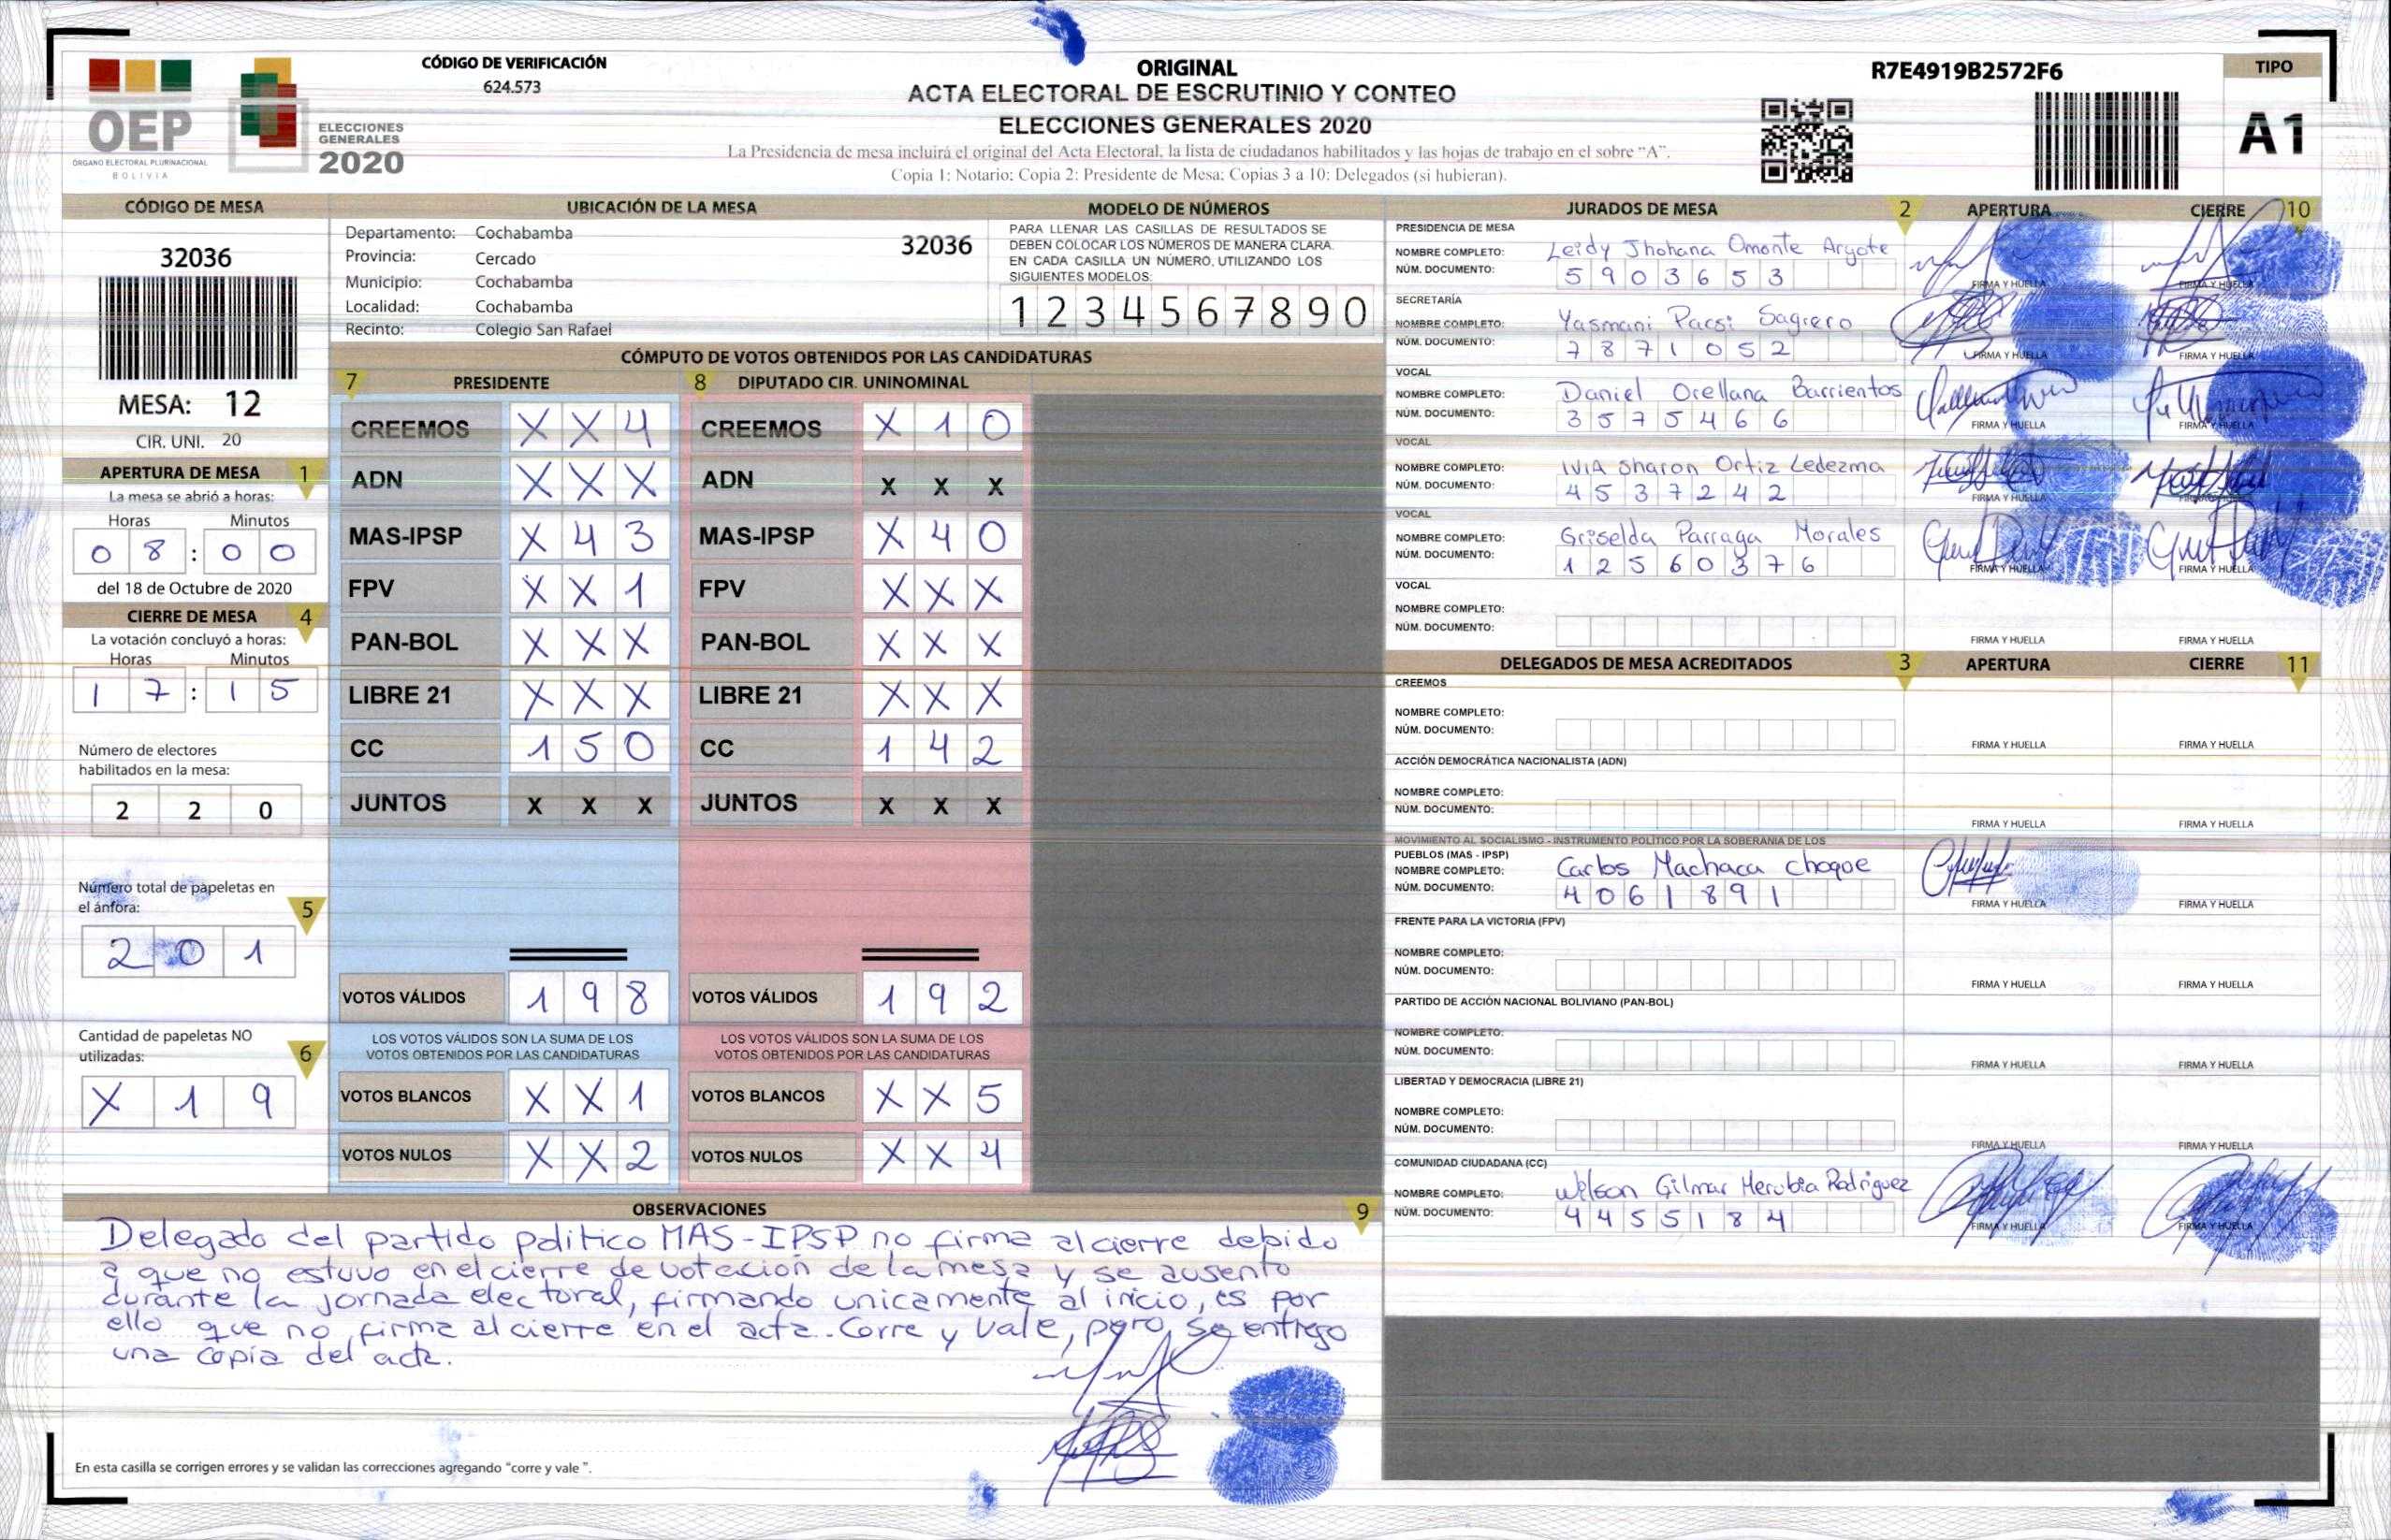 CÓDIGO DE VERIFICACIÓN
624.573
ORIGINAL
ACTA ELECTORAL DE ESCRUTINIO Y CONTEO
ELECCIONES GENERALES 2020
La Presidencia de mesa incluirá el original del Acta Electoral, la lista de ciudadanos habilitados y las hojas de trabajo en el sobre "A".
Copia 1: Notario; Copia 2: Presidente de Mesa; Copias 3 a 10: Delegados (si hubieran).
R7E4919B2572F6
TIPO
A1
OEP
ÓRGANO ELECTORAL PLURINACIONAL
BOLIVIA
ELECCIONES
GENERALES
2020
CÓDIGO DE MESA
32036
MESA: 12
CIR. UNI. 20
APERTURA DE MESA 1
La mesa se abrió a horas:
Horas Minutos
0 8 : 0 0
del 18 de Octubre de 2020
CIERRE DE MESA 4
La votación concluyó a horas:
Horas Minutos
1 7 : 1 5
Número de electores
habilitados en la mesa:
2 2 0
Número total de papeletas en
el ánfora: 5
2 0 1
Cantidad de papeletas NO
utilizadas: 6
X 1 9
UBICACIÓN DE LA MESA
Departamento: Cochabamba 32036
Provincia: Cercado
Municipio: Cochabamba
Localidad: Cochabamba
Recinto: Colegio San Rafael
MODELO DE NÚMEROS
PARA LLENAR LAS CASILLAS DE RESULTADOS SE
DEBEN COLOCAR LOS NÚMEROS DE MANERA CLARA.
EN CADA CASILLA UN NÚMERO, UTILIZANDO LOS
SIGUIENTES MODELOS:
1 2 3 4 5 6 7 8 9 0
CÓMPUTO DE VOTOS OBTENIDOS POR LAS CANDIDATURAS
7 PRESIDENTE 8 DIPUTADO CIR. UNINOMINAL
CREEMOS X X 4 CREEMOS X 1 0
ADN X X X ADN X X X
MAS-IPSP X 4 3 MAS-IPSP X 4 0
FPV X X 1 FPV X X X
PAN-BOL X X X PAN-BOL X X X
LIBRE 21 X X X LIBRE 21 X X X
CC 1 5 0 CC 1 4 2
JUNTOS X X X JUNTOS X X X
VOTOS VÁLIDOS 1 9 8 VOTOS VÁLIDOS 1 9 2
LOS VOTOS VÁLIDOS SON LA SUMA DE LOS LOS VOTOS VÁLIDOS SON LA SUMA DE LOS
VOTOS OBTENIDOS POR LAS CANDIDATURAS VOTOS OBTENIDOS POR LAS CANDIDATURAS
VOTOS BLANCOS X X 1 VOTOS BLANCOS X X 5
VOTOS NULOS X X 2 VOTOS NULOS X X 4
OBSERVACIONES 9
Delegado del partido politico MAS-IPSP no firma al cierre debido
a que no estuvo en el cierre de votacion de la mesa y se ausento
durante la jornada electoral, firmando unicamente al inicio, es por
ello que no firma al cierre en el acta. Corre y Vale, pero se entrego
una copia del acta.
En esta casilla se corrigen errores y se validan las correcciones agregando "corre y vale ".
JURADOS DE MESA 2 APERTURA CIERRE 10
PRESIDENCIA DE MESA
NOMBRE COMPLETO: Leidy Jhohana Omonte Argote
NÚM. DOCUMENTO: 5 9 0 3 6 5 3
FIRMA Y HUELLA FIRMA Y HUELLA
SECRETARÍA
NOMBRE COMPLETO: Yasmani Pacsi Sagrero
NÚM. DOCUMENTO: 7 8 7 1 0 5 2
FIRMA Y HUELLA FIRMA Y HUELLA
VOCAL
NOMBRE COMPLETO: Daniel Orellana Barrientos
NÚM. DOCUMENTO: 3 5 7 5 4 6 6
FIRMA Y HUELLA FIRMA Y HUELLA
VOCAL
NOMBRE COMPLETO: IVIA Sharon Ortiz Ledezma
NÚM. DOCUMENTO: 4 5 3 7 2 4 2
FIRMA Y HUELLA FIRMA Y HUELLA
VOCAL
NOMBRE COMPLETO: Griselda Parraga Morales
NÚM. DOCUMENTO: 1 2 5 6 0 3 7 6
FIRMA Y HUELLA FIRMA Y HUELLA
VOCAL
NOMBRE COMPLETO:
NÚM. DOCUMENTO:
FIRMA Y HUELLA FIRMA Y HUELLA
DELEGADOS DE MESA ACREDITADOS 3 APERTURA CIERRE 11
CREEMOS
NOMBRE COMPLETO:
NÚM. DOCUMENTO:
FIRMA Y HUELLA FIRMA Y HUELLA
ACCIÓN DEMOCRÁTICA NACIONALISTA (ADN)
NOMBRE COMPLETO:
NÚM. DOCUMENTO:
FIRMA Y HUELLA FIRMA Y HUELLA
MOVIMIENTO AL SOCIALISMO - INSTRUMENTO POLÍTICO POR LA SOBERANIA DE LOS
PUEBLOS (MAS - IPSP)
NOMBRE COMPLETO: Carlos Machaca choque
NÚM. DOCUMENTO: 4 0 6 1 8 9 1
FIRMA Y HUELLA FIRMA Y HUELLA
FRENTE PARA LA VICTORIA (FPV)
NOMBRE COMPLETO:
NÚM. DOCUMENTO:
FIRMA Y HUELLA FIRMA Y HUELLA
PARTIDO DE ACCIÓN NACIONAL BOLIVIANO (PAN-BOL)
NOMBRE COMPLETO:
NÚM. DOCUMENTO:
FIRMA Y HUELLA FIRMA Y HUELLA
LIBERTAD Y DEMOCRACIA (LIBRE 21)
NOMBRE COMPLETO:
NÚM. DOCUMENTO:
FIRMA Y HUELLA FIRMA Y HUELLA
COMUNIDAD CIUDADANA (CC)
NOMBRE COMPLETO: Welson Gilmar Herubia Rodriguez
NÚM. DOCUMENTO: 4 4 5 5 1 8 4
FIRMA Y HUELLA FIRMA Y HUELLA